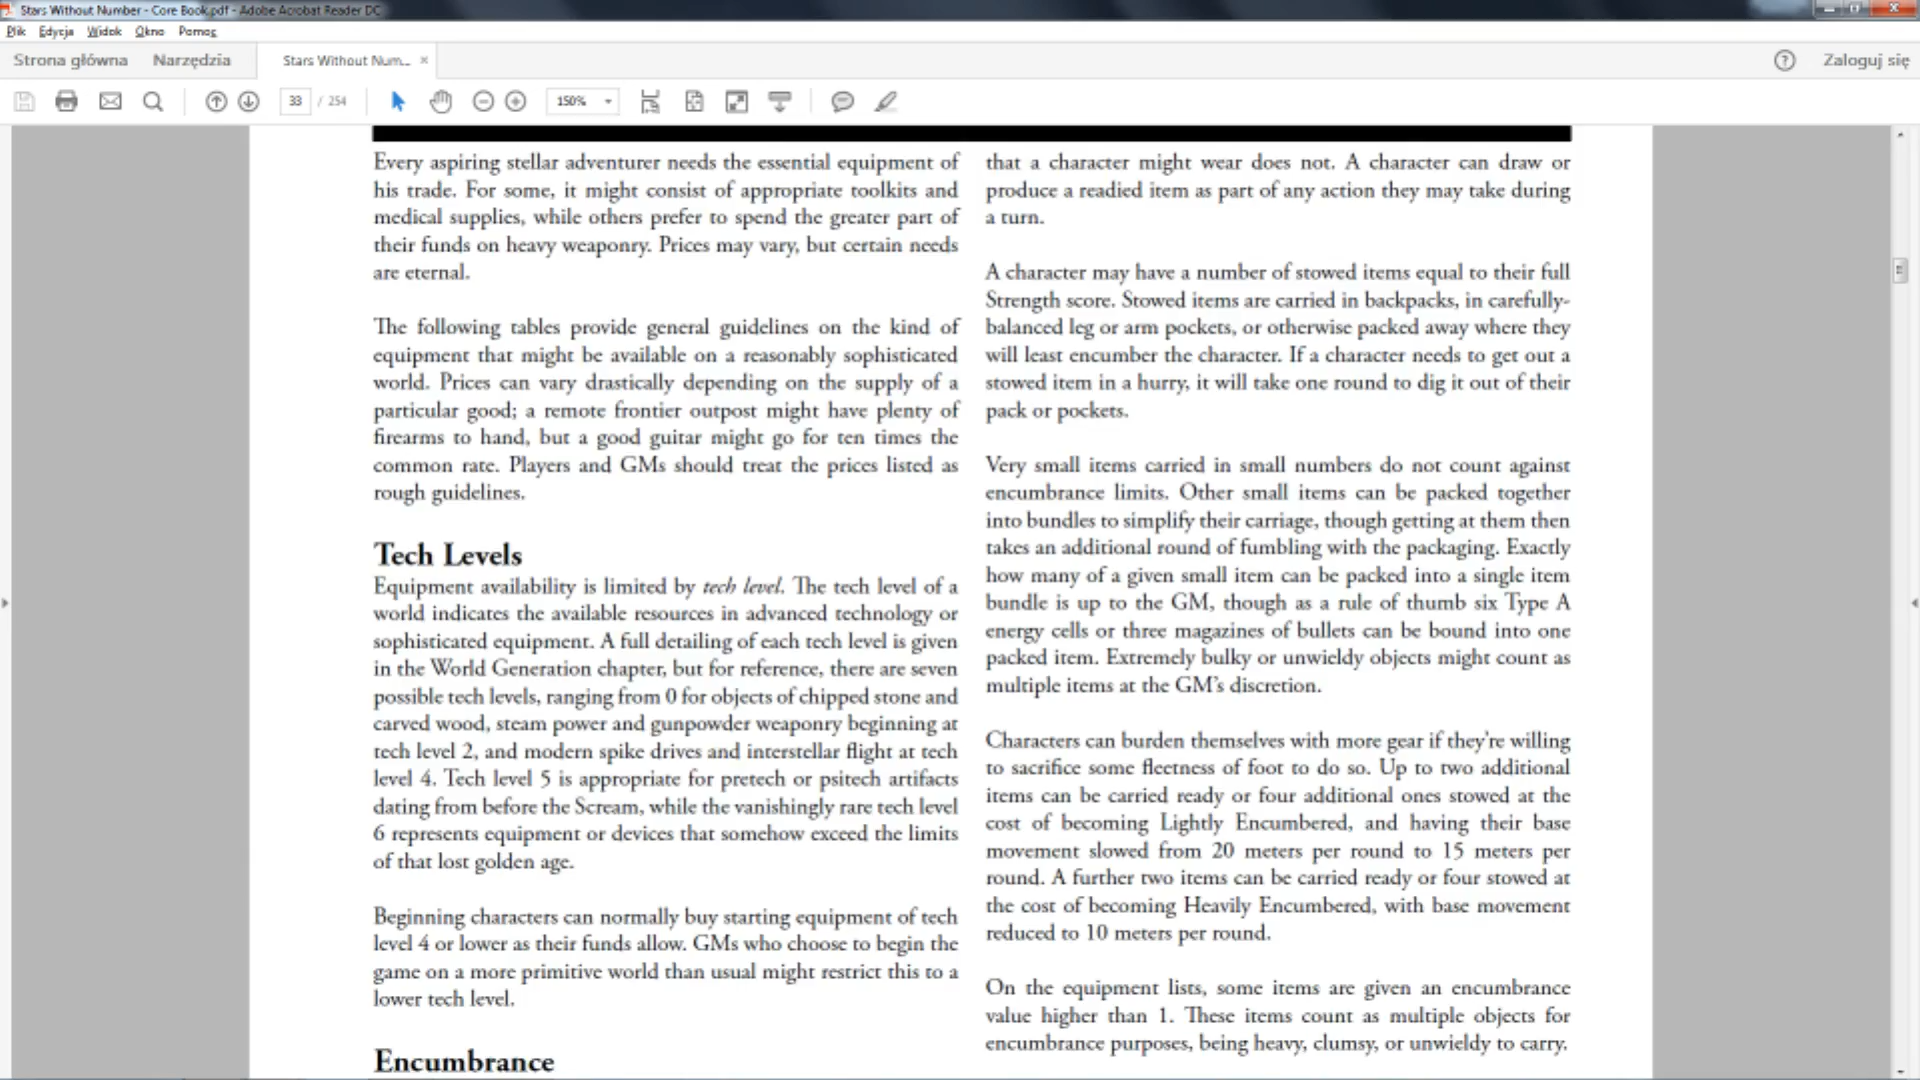 Stars Without Number - Core Book.pdf - Adobe Acrobat Reader DC
Plik Edycja Widok Okno Pomoc
Strona główna Narzędzia Stars Without Num... × Zaloguj się
33 / 254 150%
Every aspiring stellar adventurer needs the essential equipment of
his trade. For some, it might consist of appropriate toolkits and
medical supplies, while others prefer to spend the greater part of
their funds on heavy weaponry. Prices may vary, but certain needs
are eternal.
The following tables provide general guidelines on the kind of
equipment that might be available on a reasonably sophisticated
world. Prices can vary drastically depending on the supply of a
particular good; a remote frontier outpost might have plenty of
firearms to hand, but a good guitar might go for ten times the
common rate. Players and GMs should treat the prices listed as
rough guidelines.
Tech Levels
Equipment availability is limited by tech level. The tech level of a
world indicates the available resources in advanced technology or
sophisticated equipment. A full detailing of each tech level is given
in the World Generation chapter, but for reference, there are seven
possible tech levels, ranging from 0 for objects of chipped stone and
carved wood, steam power and gunpowder weaponry beginning at
tech level 2, and modern spike drives and interstellar flight at tech
level 4. Tech level 5 is appropriate for pretech or psitech artifacts
dating from before the Scream, while the vanishingly rare tech level
6 represents equipment or devices that somehow exceed the limits
of that lost golden age.
Beginning characters can normally buy starting equipment of tech
level 4 or lower as their funds allow. GMs who choose to begin the
game on a more primitive world than usual might restrict this to a
lower tech level.
Encumbrance
that a character might wear does not. A character can draw or
produce a readied item as part of any action they may take during
a turn.
A character may have a number of stowed items equal to their full
Strength score. Stowed items are carried in backpacks, in carefully-
balanced leg or arm pockets, or otherwise packed away where they
will least encumber the character. If a character needs to get out a
stowed item in a hurry, it will take one round to dig it out of their
pack or pockets.
Very small items carried in small numbers do not count against
encumbrance limits. Other small items can be packed together
into bundles to simplify their carriage, though getting at them then
takes an additional round of fumbling with the packaging. Exactly
how many of a given small item can be packed into a single item
bundle is up to the GM, though as a rule of thumb six Type A
energy cells or three magazines of bullets can be bound into one
packed item. Extremely bulky or unwieldy objects might count as
multiple items at the GM's discretion.
Characters can burden themselves with more gear if they're willing
to sacrifice some fleetness of foot to do so. Up to two additional
items can be carried ready or four additional ones stowed at the
cost of becoming Lightly Encumbered, and having their base
movement slowed from 20 meters per round to 15 meters per
round. A further two items can be carried ready or four stowed at
the cost of becoming Heavily Encumbered, with base movement
reduced to 10 meters per round.
On the equipment lists, some items are given an encumbrance
value higher than 1. These items count as multiple objects for
encumbrance purposes, being heavy, clumsy, or unwieldy to carry.